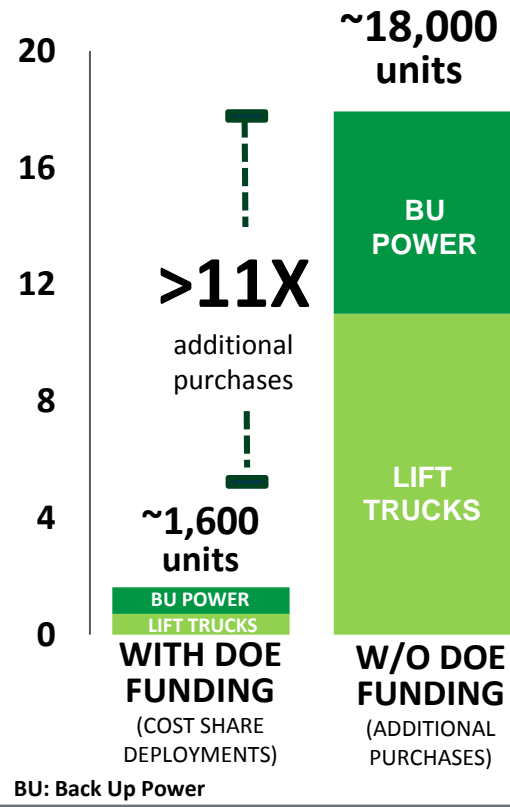 ~18,000
units
20
16
12
8
4
0
BU
POWER
LIFT
TRUCKS
>11X
additional
purchases
~1,600
units
BU POWER
LIFT TRUCKS
WITH DOE
FUNDING
(COST SHARE
DEPLOYMENTS)
W/O DOE
FUNDING
(ADDITIONAL
PURCHASES)
BU: Back Up Power